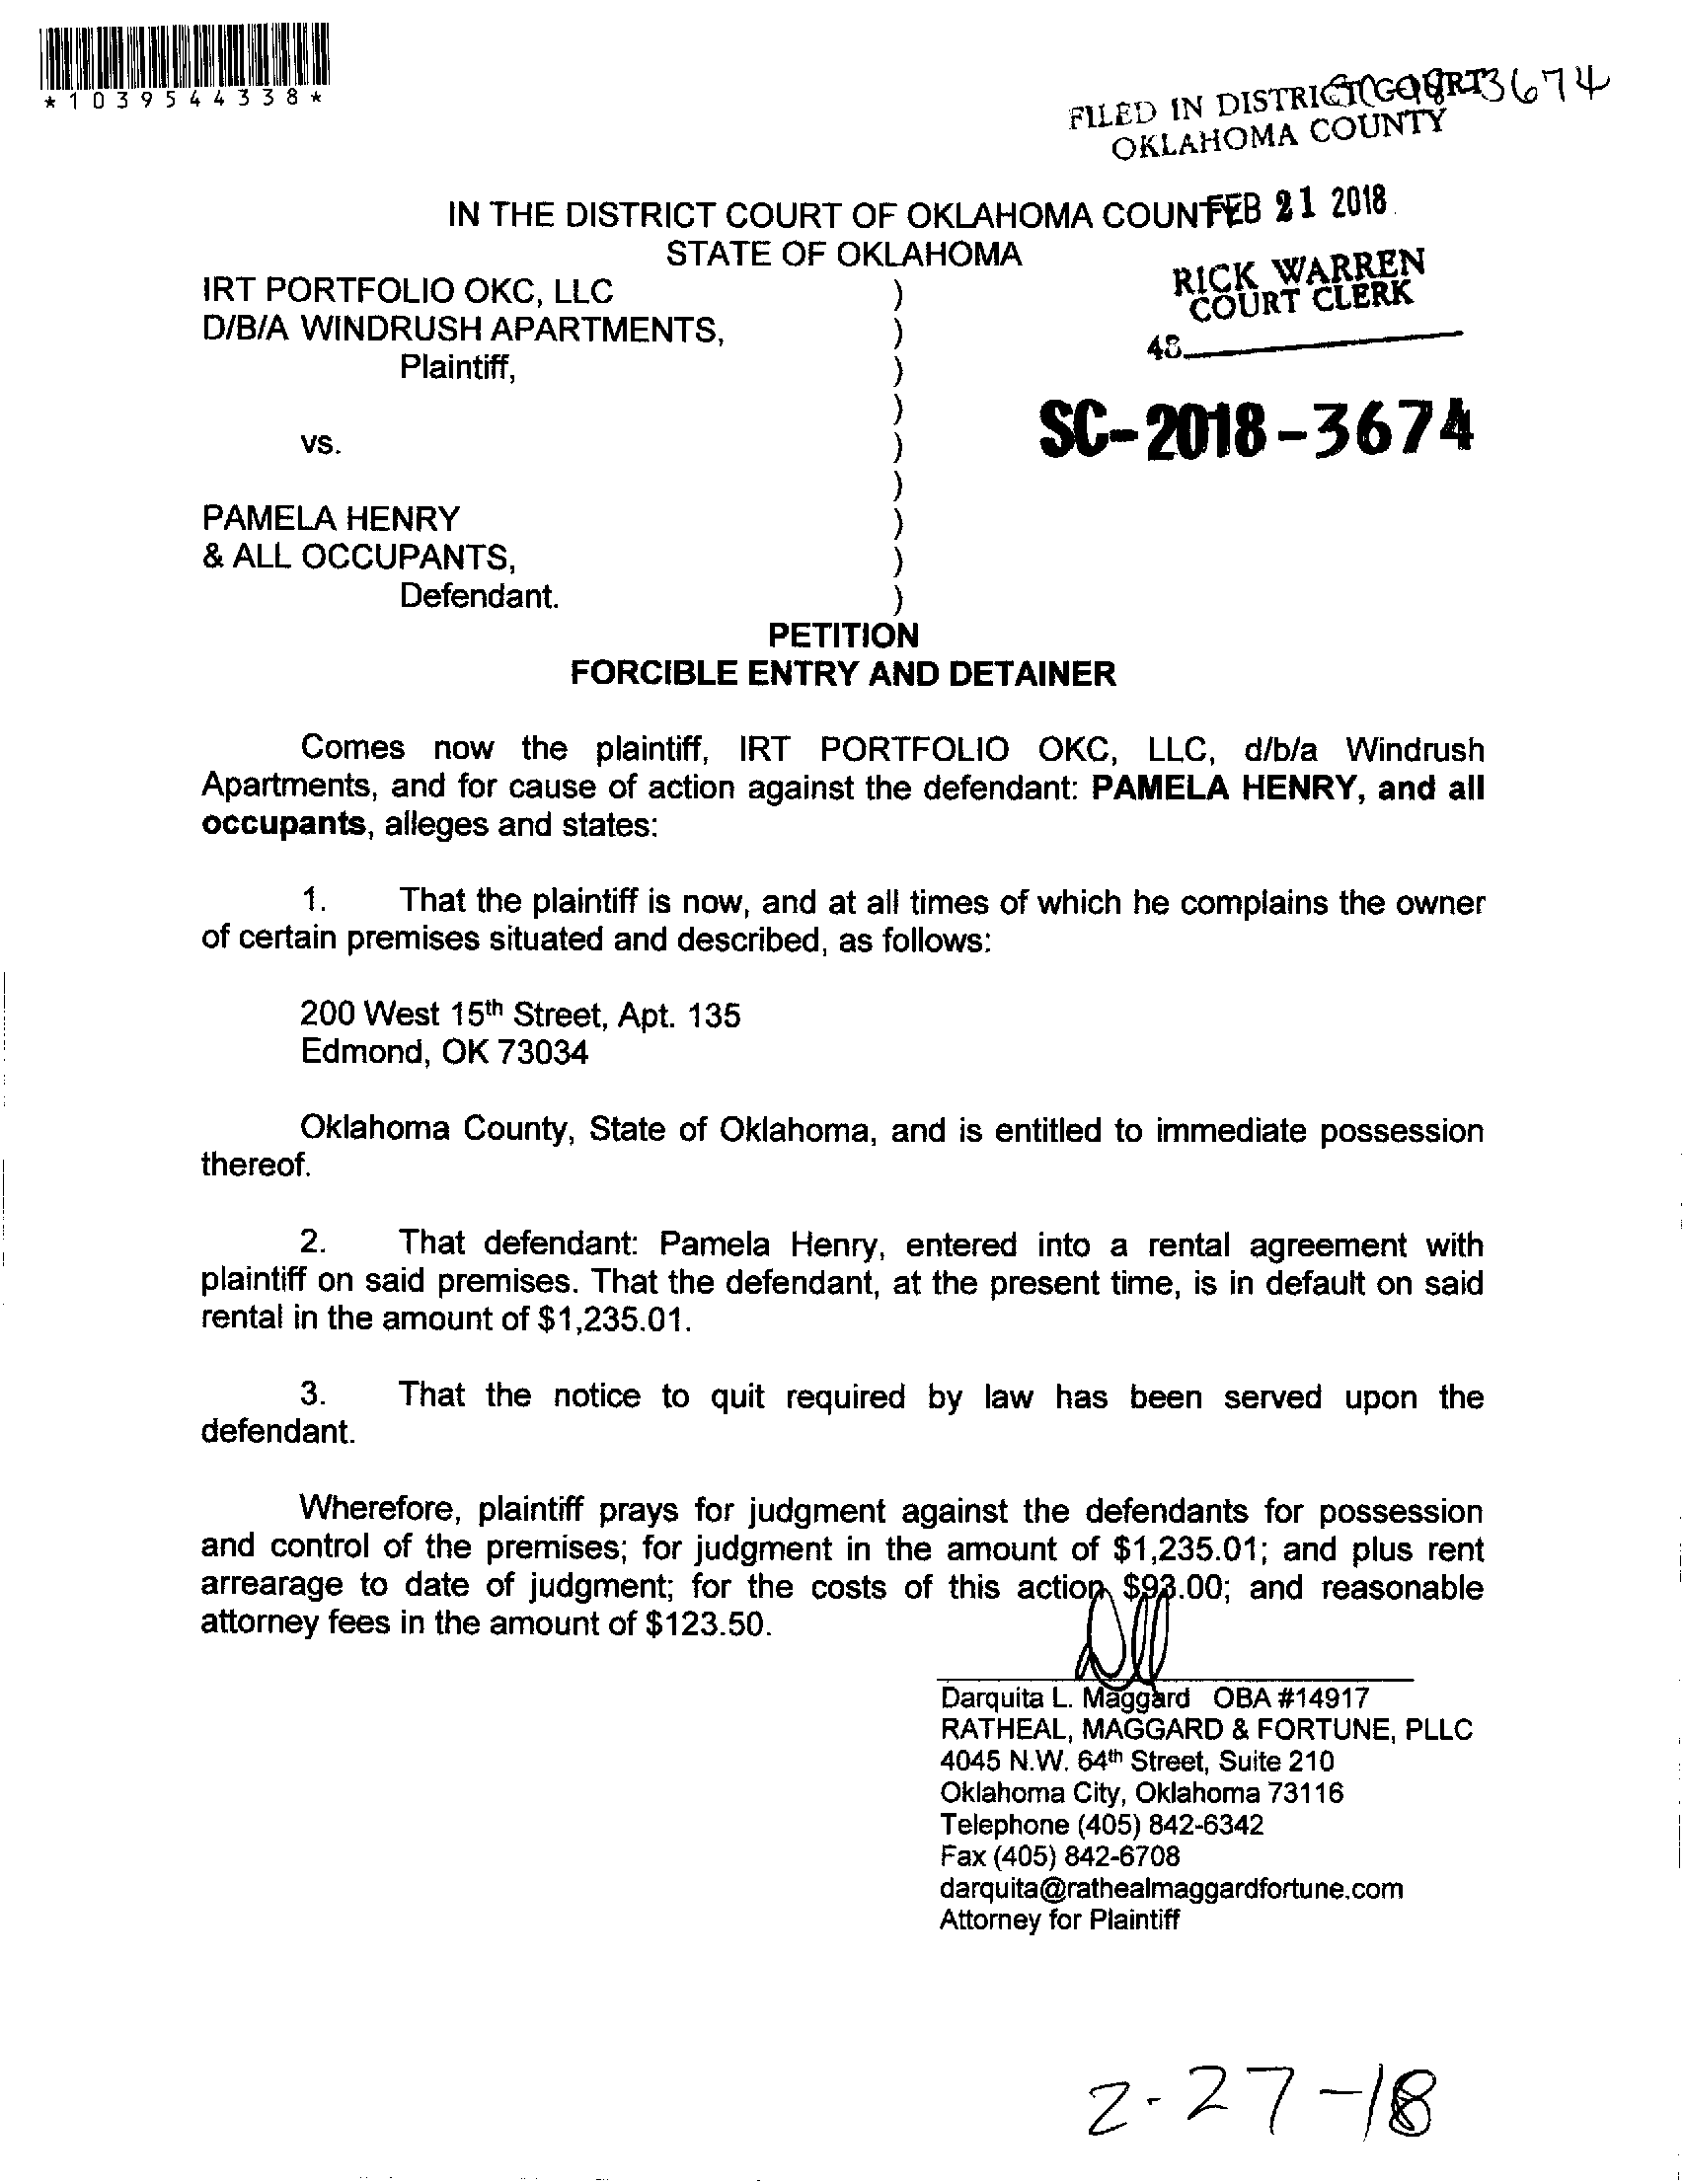 *1039544338*
FILED IN DISTRICT COURT
3674
OKLAHOMA COUNTY
IN THE DISTRICT COURT OF OKLAHOMA COUN
FEB 21 2018
STATE OF OKLAHOMA
RICK WARREN
COURT CLERK
48
IRT PORTFOLIO OKC, LLC )
D/B/A WINDRUSH APARTMENTS, )
Plaintiff, )
)
vs. )
SC-2018-3674
)
PAMELA HENRY )
& ALL OCCUPANTS, )
Defendant. )
PETITION
FORCIBLE ENTRY AND DETAINER
Comes now the plaintiff, IRT PORTFOLIO OKC, LLC, d/b/a Windrush
Apartments, and for cause of action against the defendant: PAMELA HENRY, and all
occupants, alleges and states:
1. That the plaintiff is now, and at all times of which he complains the owner
of certain premises situated and described, as follows:
200 West 15th Street, Apt. 135
Edmond, OK 73034
Oklahoma County, State of Oklahoma, and is entitled to immediate possession
thereof.
2. That defendant: Pamela Henry, entered into a rental agreement with
plaintiff on said premises. That the defendant, at the present time, is in default on said
rental in the amount of $1,235.01.
3. That the notice to quit required by law has been served upon the
defendant.
Wherefore, plaintiff prays for judgment against the defendants for possession
and control of the premises; for judgment in the amount of $1,235.01; and plus rent
arrearage to date of judgment; for the costs of this action $93.00; and reasonable
attorney fees in the amount of $123.50.
Darquita L. Maggard OBA #14917
RATHEAL, MAGGARD & FORTUNE, PLLC
4045 N.W. 64th Street, Suite 210
Oklahoma City, Oklahoma 73116
Telephone (405) 842-6342
Fax (405) 842-6708
darquita@rathealmaggardfortune.com
Attorney for Plaintiff
2-27-18